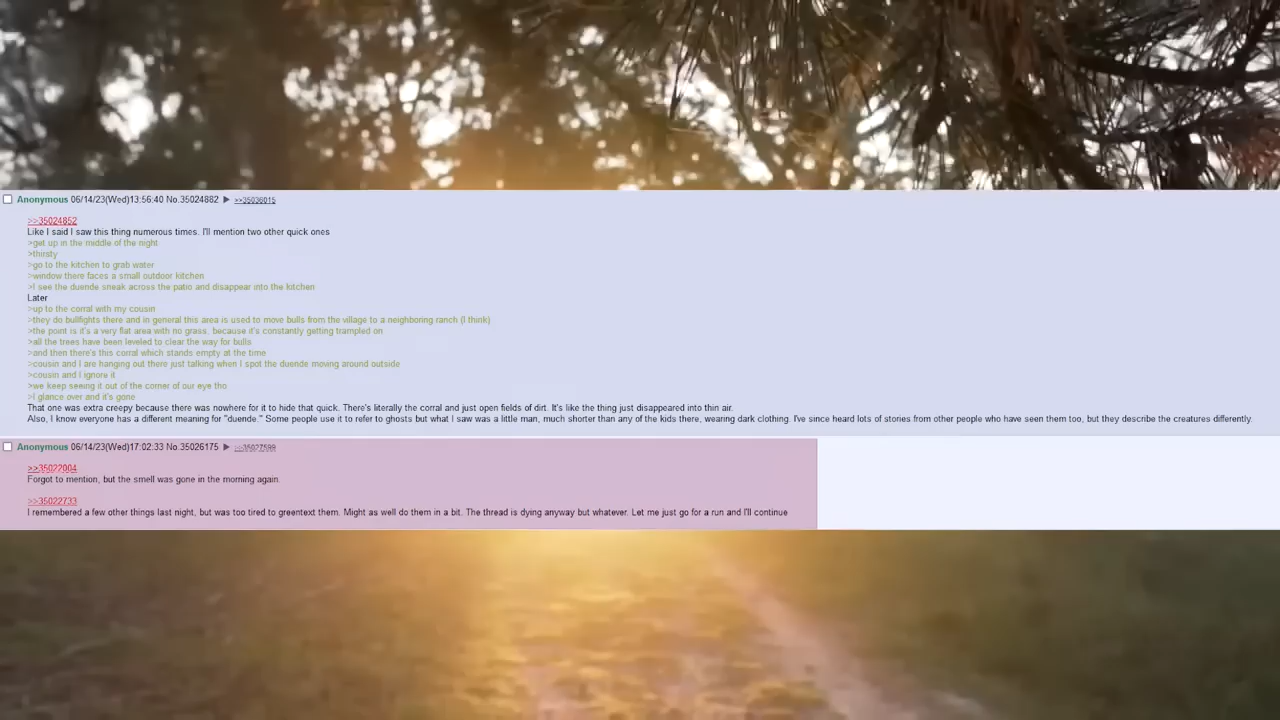 Anonymous 06/14/23(Wed)13:56:40 No.35024882 ▶ >>35036015
>>35024852
Like I said I saw this thing numerous times. I'll mention two other quick ones
>get up in the middle of the night
>thirsty
>go to the kitchen to grab water
>window there faces a small outdoor kitchen
>I see the duende sneak across the patio and disappear into the kitchen
Later
>up to the corral with my cousin
>they do bullfights there and in general this area is used to move bulls from the village to a neighboring ranch (I think)
>the point is it's a very flat area with no grass, because it's constantly getting trampled on
>all the trees have been leveled to clear the way for bulls
>and then there's this corral which stands empty at the time
>cousin and I are hanging out there just talking when I spot the duende moving around outside
>cousin and I ignore it
>we keep seeing it out of the corner of our eye tho
>I glance over and it's gone
That one was extra creepy because there was nowhere for it to hide that quick. There's literally the corral and just open fields of dirt. It's like the thing just disappeared into thin air.
Also, I know everyone has a different meaning for "duende." Some people use it to refer to ghosts but what I saw was a little man, much shorter than any of the kids there, wearing dark clothing. I've since heard lots of stories from other people who have seen them too, but they describe the creatures differently.
Anonymous 06/14/23(Wed)17:02:33 No.35026175 ▶
>>35022004
Forgot to mention, but the smell was gone in the morning again.
>>35022733
I remembered a few other things last night, but was too tired to greentext them. Might as well do them in a bit. The thread is dying anyway but whatever. Let me just go for a run and I'll continue